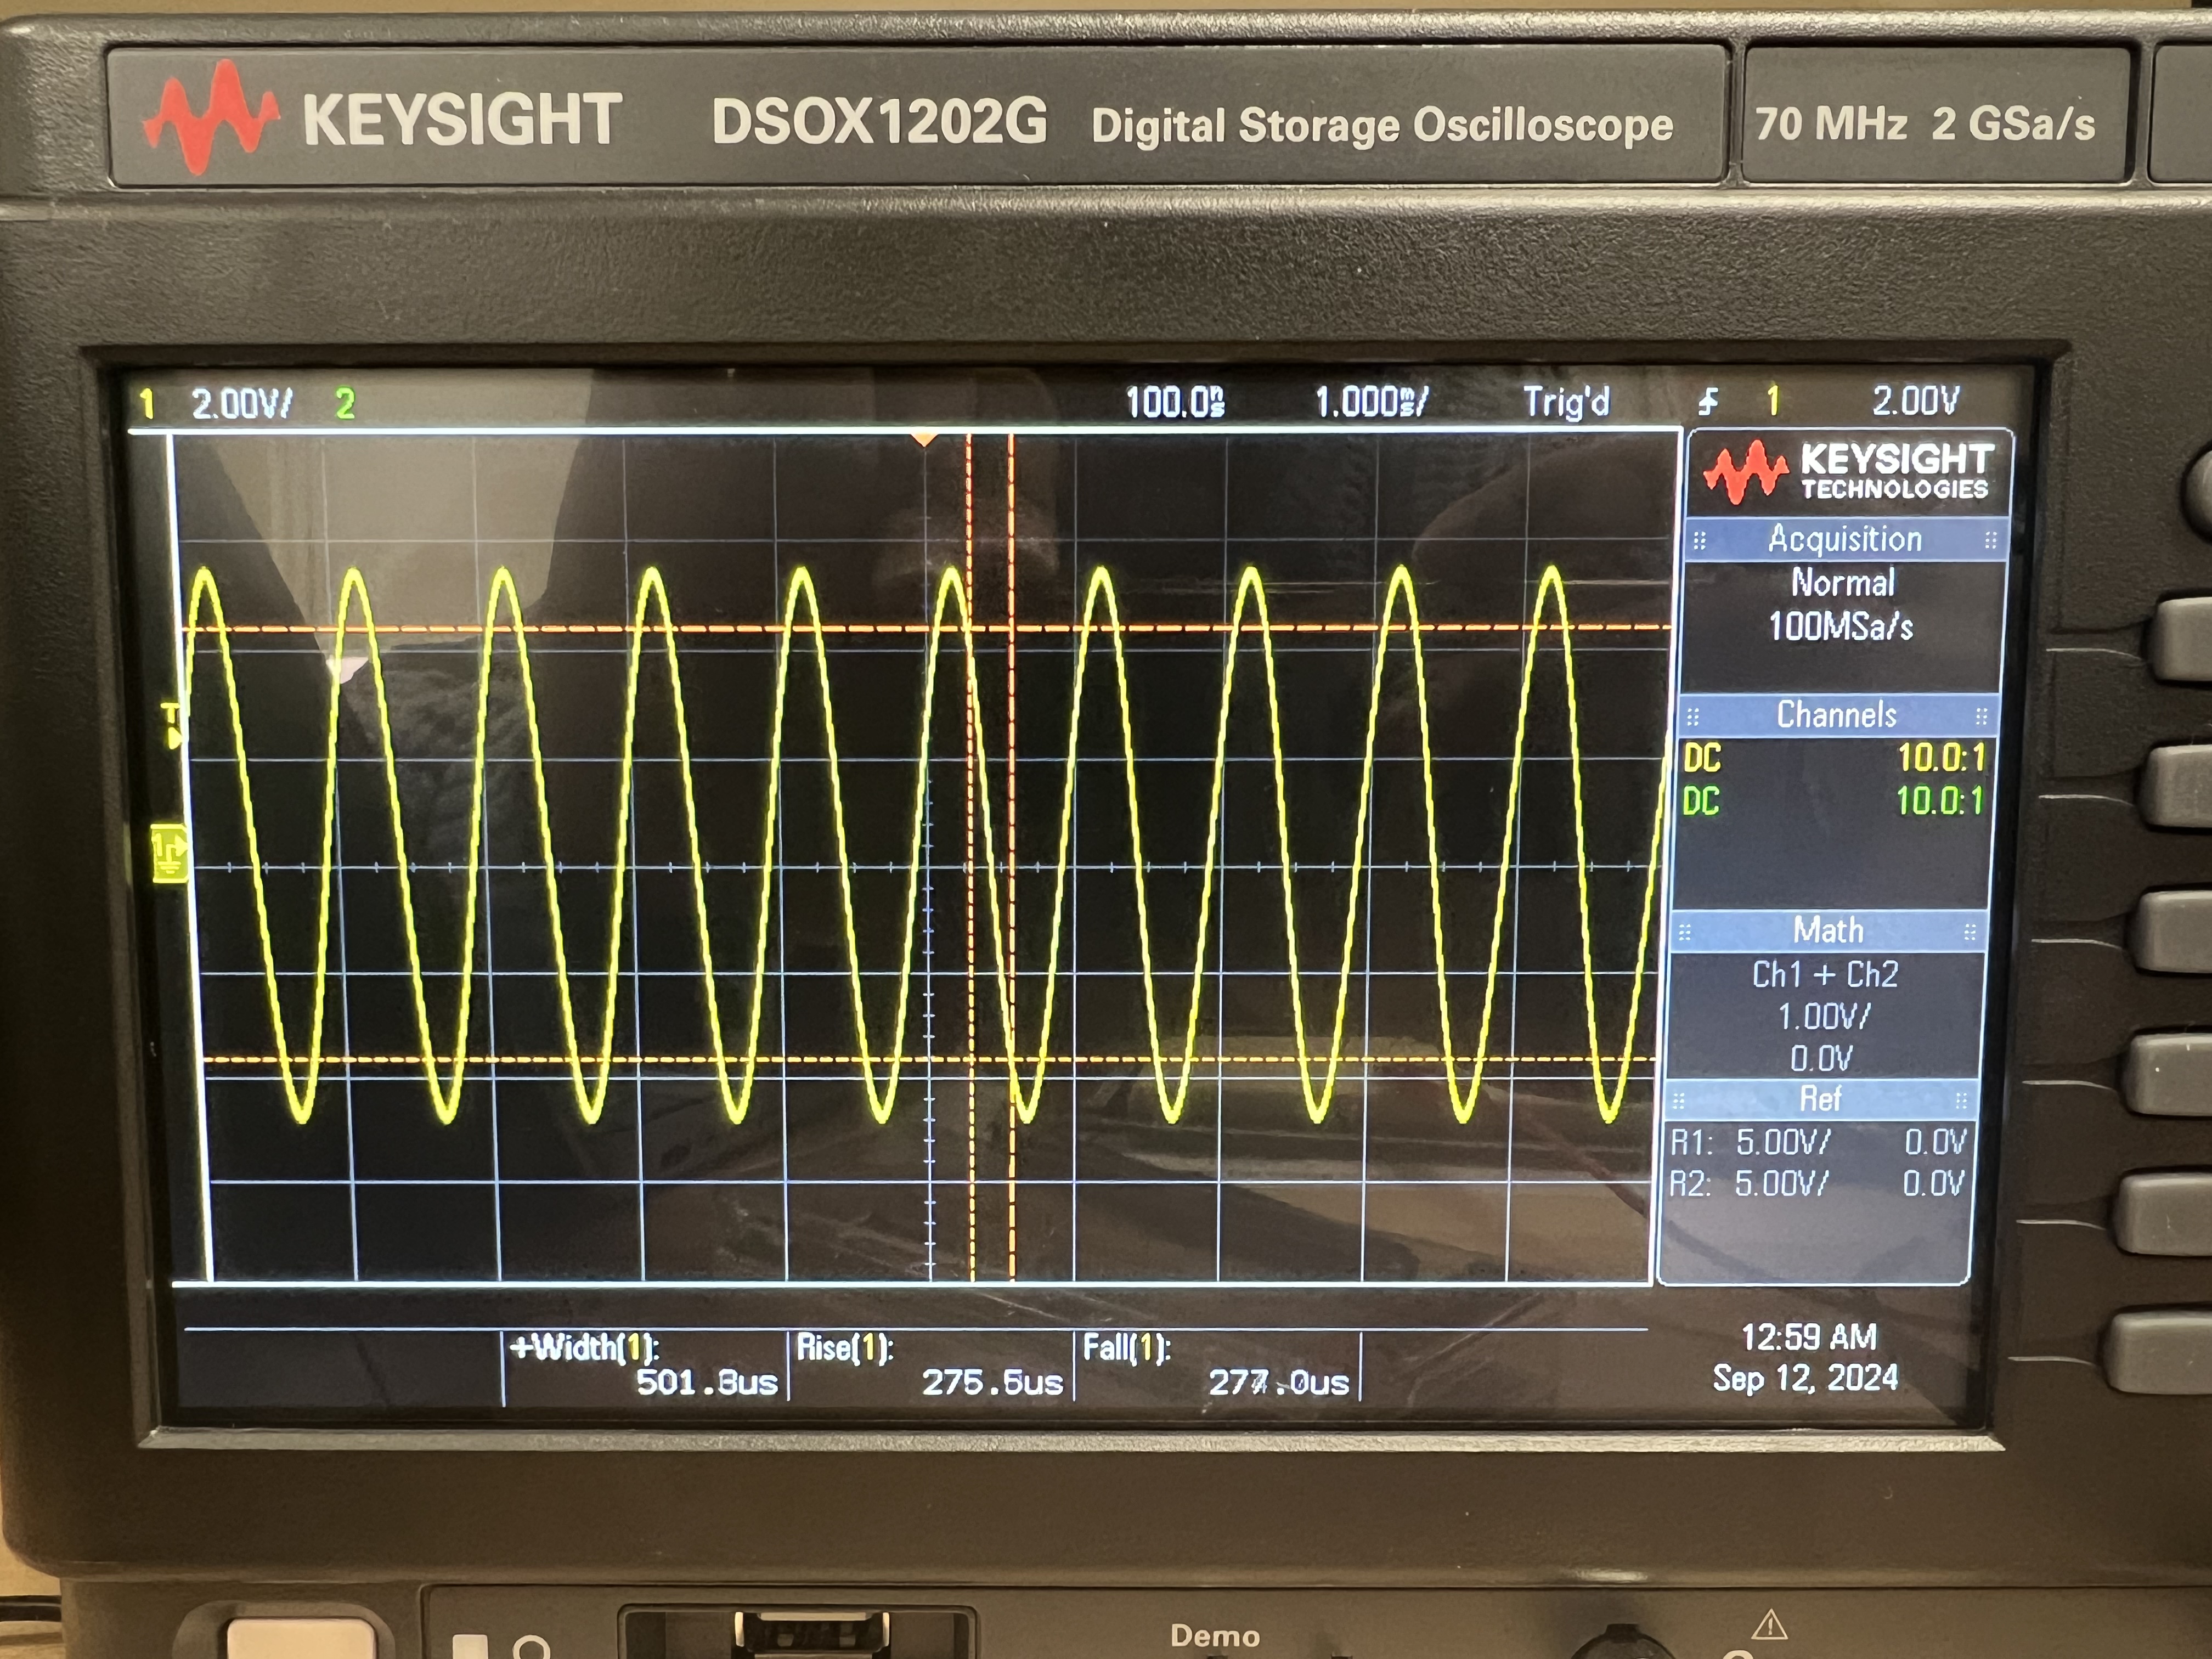 KEYSIGHT DSOX1202G Digital Storage Oscilloscope 70 MHz 2 GSa/s
1 2.00V/ 2 100.0ns 1.000ms/ Trig'd 1 2.00V
KEYSIGHT
TECHNOLOGIES
Acquisition
Normal
100MSa/s
Channels
DC 10.0:1
DC 10.0:1
Math
Ch1 + Ch2
1.00V/
0.0V
Ref
R1: 5.00V/ 0.0V
R2: 5.00V/ 0.0V
T
1
+Width(1): Rise(1): Fall(1):
501.8us 275.5us 277.0us
12:59 AM
Sep 12, 2024
Demo